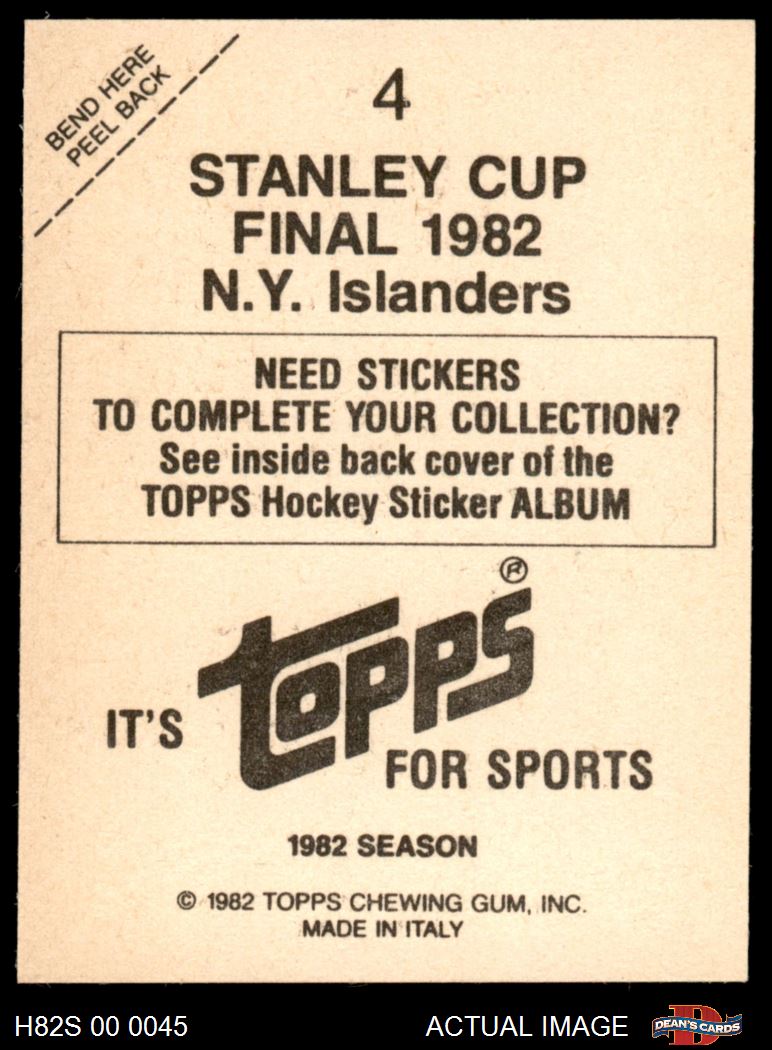 BEND HERE
PEEL BACK
4
STANLEY CUP
FINAL 1982
N.Y. Islanders
NEED STICKERS
TO COMPLETE YOUR COLLECTION?
See inside back cover of the
TOPPS Hockey Sticker ALBUM
IT'S
TOPPS®
FOR SPORTS
1982 SEASON
© 1982 TOPPS CHEWING GUM, INC.
MADE IN ITALY
H82S 00 0045
ACTUAL IMAGE
D
DEAN'S CARDS